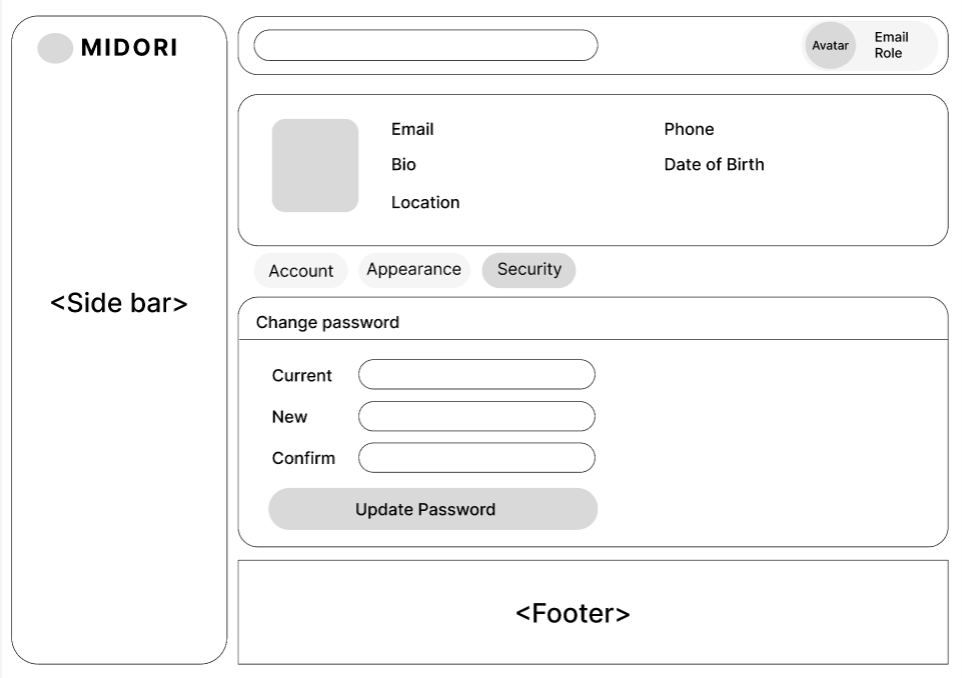 MIDORI
<Side bar>
Avatar
Email
Role
Email
Phone
Bio
Date of Birth
Location
Account
Appearance
Security
Change password
Current
New
Confirm
Update Password
<Footer>